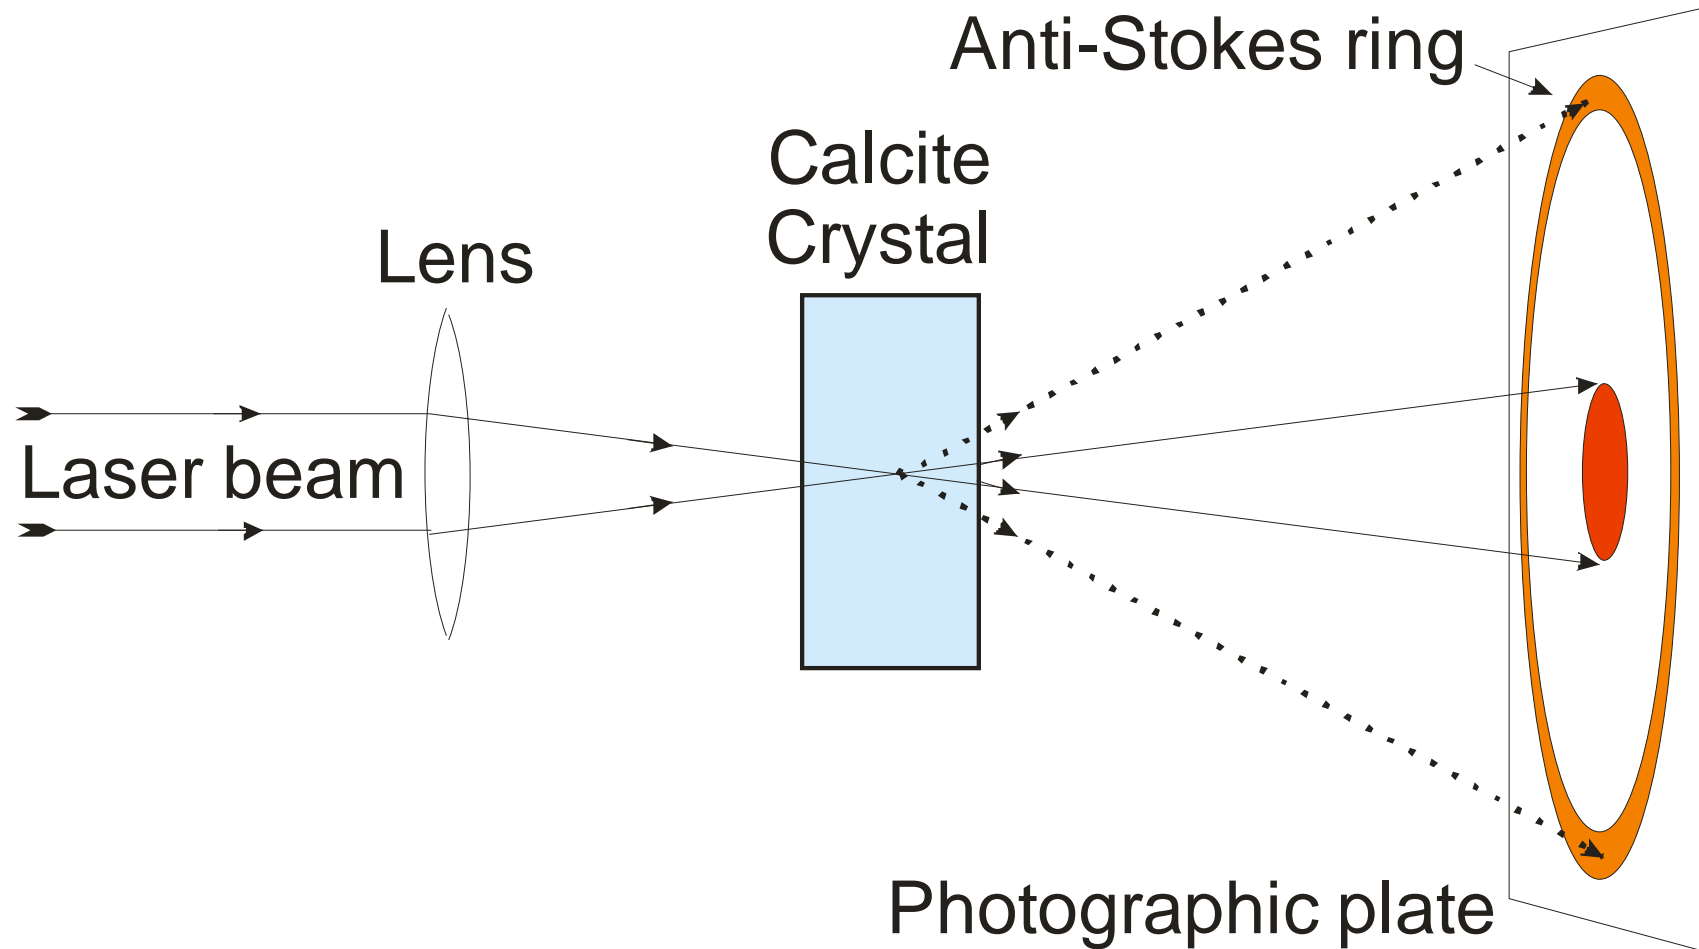 Anti-Stokes ring
Calcite
Crystal
Lens
Laser beam
Photographic plate